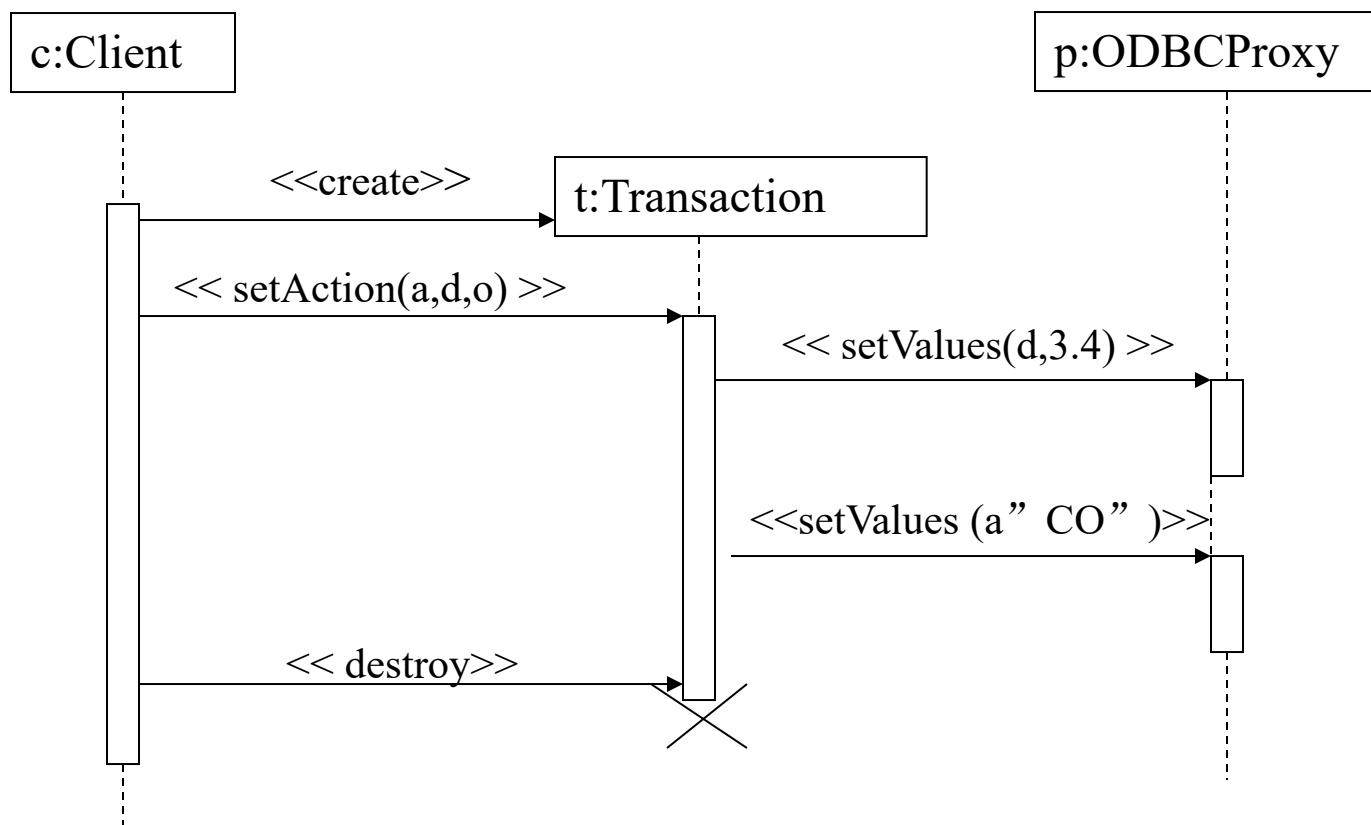 c:Client
p:ODBCProxy
<<create>>
t:Transaction
<< setAction(a,d,o) >>
<< setValues(d,3.4) >>
<<setValues (a”CO”)>>
<< destroy>>